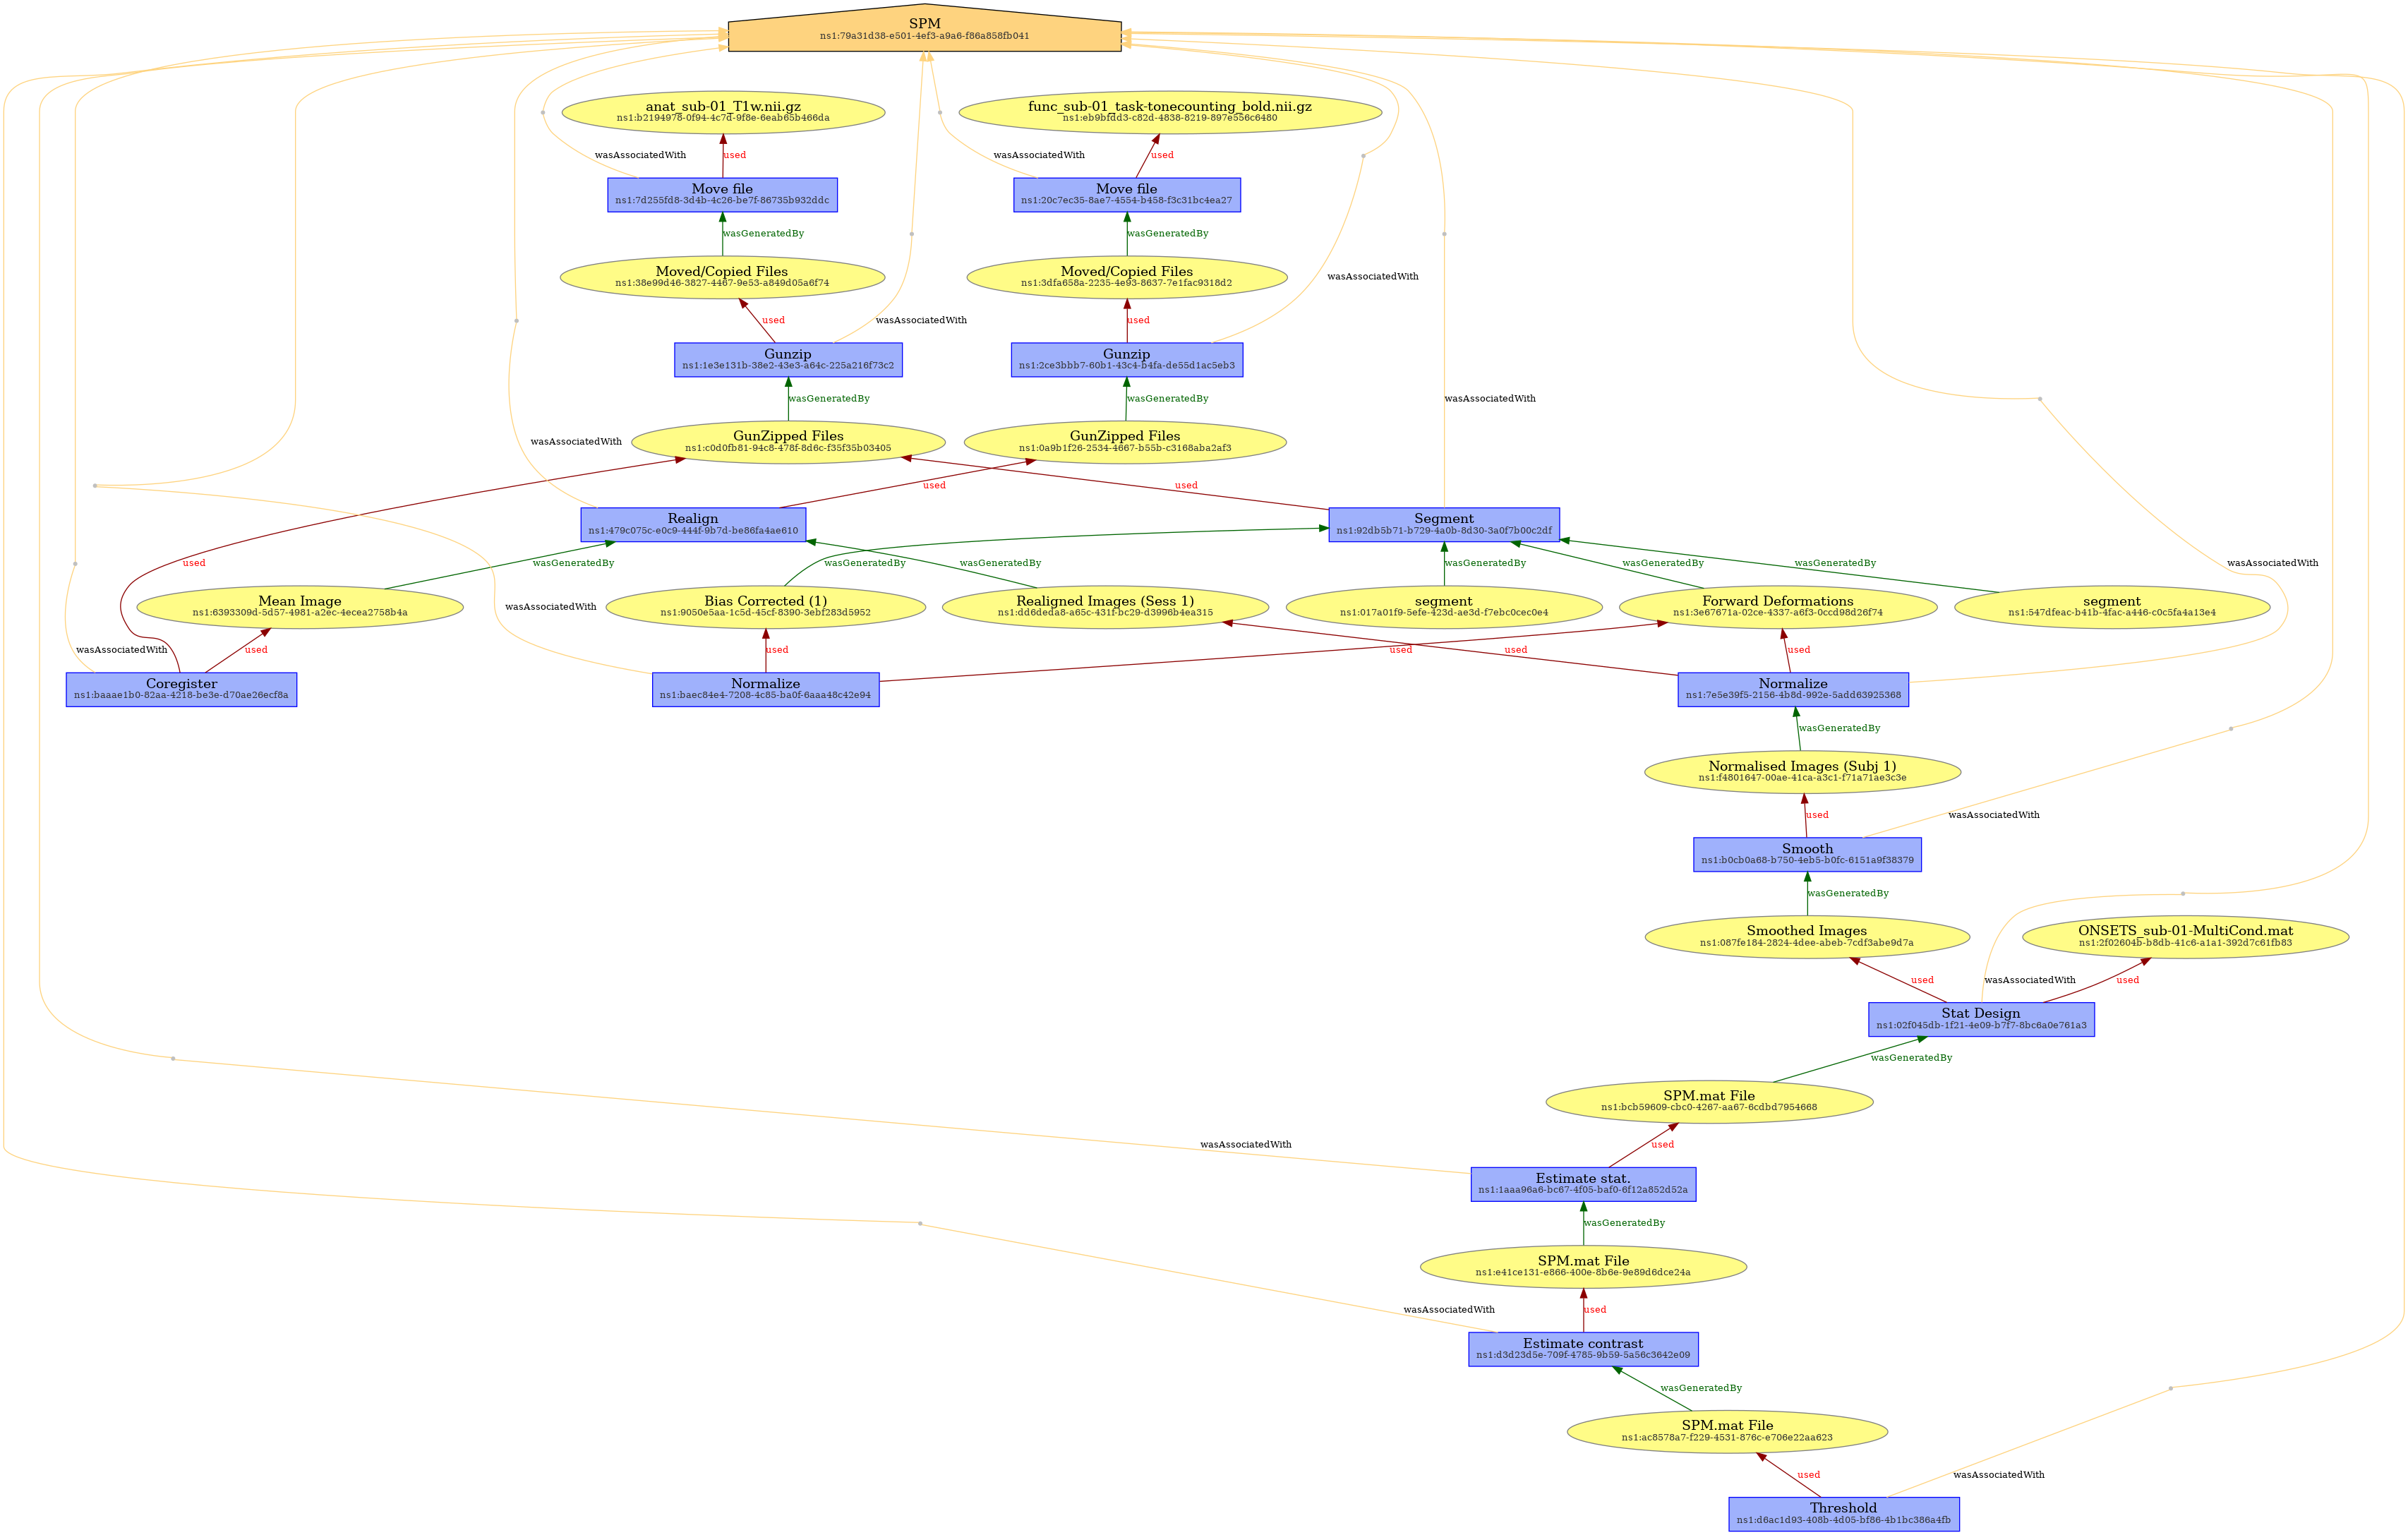 SPM
ns1:79a31d38-e501-4ef3-a9a6-f86a858fb041
anat_sub-01_T1w.nii.gz
ns1:b2194978-0f94-4c7d-9f8e-6eab65b466da
func_sub-01_task-tonecounting_bold.nii.gz
ns1:eb9bfdd3-c82d-4838-8219-897e556c6480
wasAssociatedWith
used
wasAssociatedWith
used
Move file
ns1:7d255fd8-3d4b-4c26-be7f-86735b932ddc
Move file
ns1:20c7ec35-8ae7-4554-b458-f3c31bc4ea27
wasGeneratedBy
wasGeneratedBy
Moved/Copied Files
ns1:38e99d46-3827-4467-9e53-a849d05a6f74
Moved/Copied Files
ns1:3dfa658a-2235-4e93-8637-7e1fac9318d2
wasAssociatedWith
used
wasAssociatedWith
used
Gunzip
ns1:1e3e131b-38e2-43e3-a64c-225a216f73c2
Gunzip
ns1:2ce3bbb7-60b1-43c4-b4fa-de55d1ac5eb3
wasGeneratedBy
wasGeneratedBy
wasAssociatedWith
GunZipped Files
ns1:c0d0fb81-94c8-478f-8d6c-f35f35b03405
GunZipped Files
ns1:0a9b1f26-2534-4667-b55b-c3168aba2af3
wasAssociatedWith
used
used
Realign
ns1:479c075c-e0c9-444f-9b7d-be86fa4ae610
Segment
ns1:92db5b71-b729-4a0b-8d30-3a0f7b00c2df
used
wasGeneratedBy
wasGeneratedBy
wasGeneratedBy
wasGeneratedBy
wasGeneratedBy
wasGeneratedBy
wasAssociatedWith
Mean Image
ns1:6393309d-5d57-4981-a2ec-4ecea2758b4a
wasAssociatedWith
Bias Corrected (1)
ns1:9050e5aa-1c5d-45cf-8390-3ebf283d5952
Realigned Images (Sess 1)
ns1:dd6deda8-a65c-431f-bc29-d3996b4ea315
segment
ns1:017a01f9-5efe-423d-ae3d-f7ebc0cec0e4
Forward Deformations
ns1:3e67671a-02ce-4337-a6f3-0ccd98d26f74
segment
ns1:547dfeac-b41b-4fac-a446-c0c5fa4a13e4
wasAssociatedWith
used
used
used
used
used
Coregister
ns1:baaae1b0-82aa-4218-be3e-d70ae26ecf8a
Normalize
ns1:baec84e4-7208-4c85-ba0f-6aaa48c42e94
Normalize
ns1:7e5e39f5-2156-4b8d-992e-5add63925368
wasGeneratedBy
Normalised Images (Subj 1)
ns1:f4801647-00ae-41ca-a3c1-f71a71ae3c3e
used
wasAssociatedWith
Smooth
ns1:b0cb0a68-b750-4eb5-b0fc-6151a9f38379
wasGeneratedBy
Smoothed Images
ns1:087fe184-2824-4dee-abeb-7cdf3abe9d7a
ONSETS_sub-01-MultiCond.mat
ns1:2f02604b-b8db-41c6-a1a1-392d7c61fb83
used
wasAssociatedWith
used
Stat Design
ns1:02f045db-1f21-4e09-b7f7-8bc6a0e761a3
wasGeneratedBy
SPM.mat File
ns1:bcb59609-cbc0-4267-aa67-6cdbd7954668
wasAssociatedWith
used
Estimate stat.
ns1:1aaa96a6-bc67-4f05-baf0-6f12a852d52a
wasGeneratedBy
SPM.mat File
ns1:e41ce131-e866-400e-8b6e-9e89d6dce24a
wasAssociatedWith
used
Estimate contrast
ns1:d3d23d5e-709f-4785-9b59-5a56c3642e09
wasGeneratedBy
SPM.mat File
ns1:ac8578a7-f229-4531-876c-e706e22aa623
used
wasAssociatedWith
Threshold
ns1:d6ac1d93-408b-4d05-bf86-4b1bc386a4fb